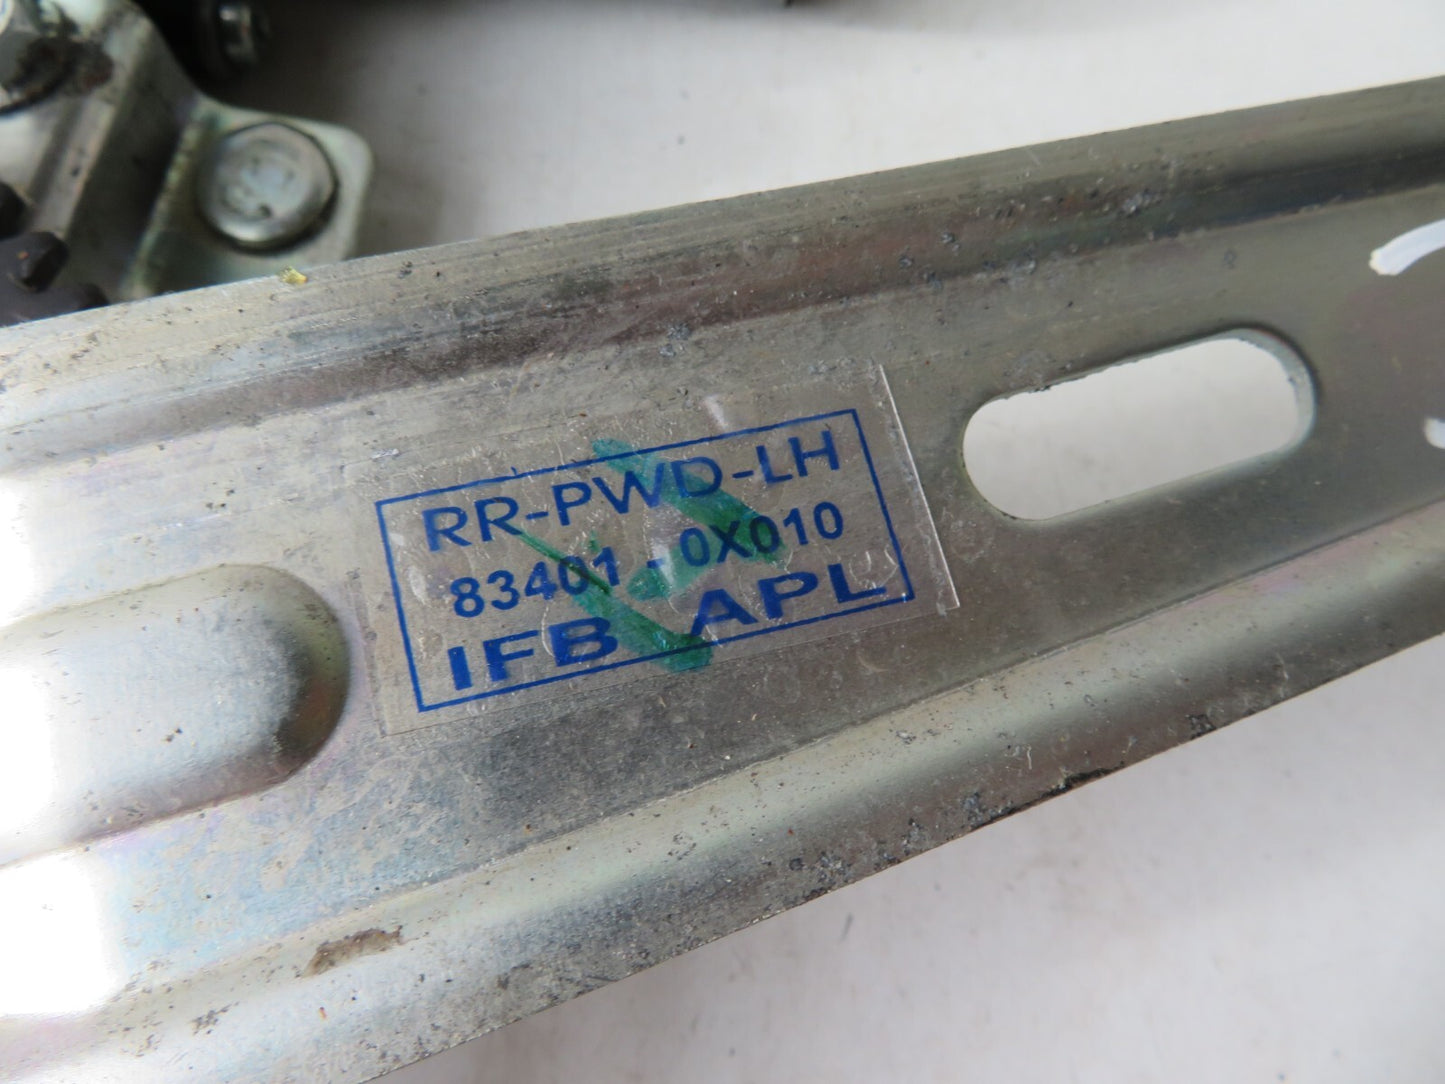 RR-PWD-LH
83401-0X010
IFB APL